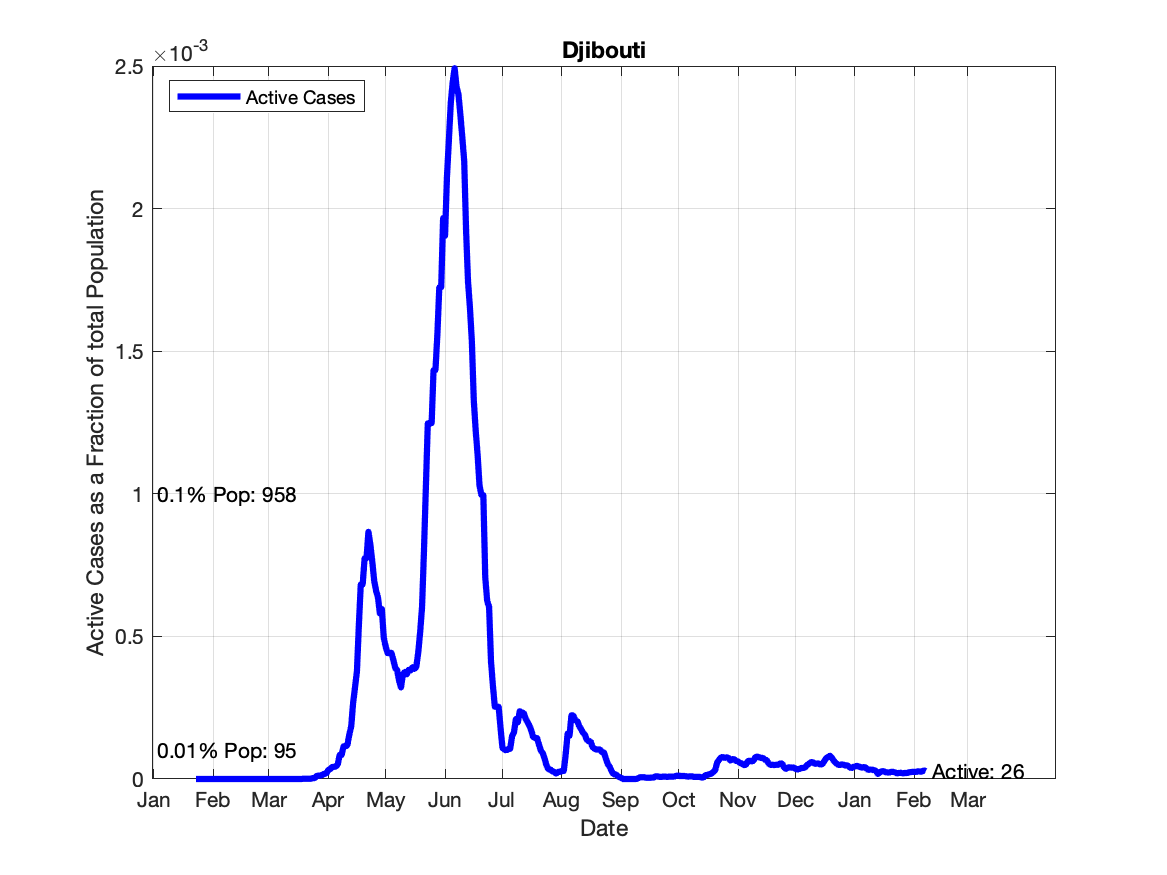 Djibouti
×10-3
2.5
2
1.5
1
0.5
0
Active Cases as a Fraction of total Population
Active Cases
0.1% Pop: 958
0.01% Pop: 95
Active: 26
Jan Feb Mar Apr May Jun Jul Aug Sep Oct Nov Dec Jan Feb Mar
Date